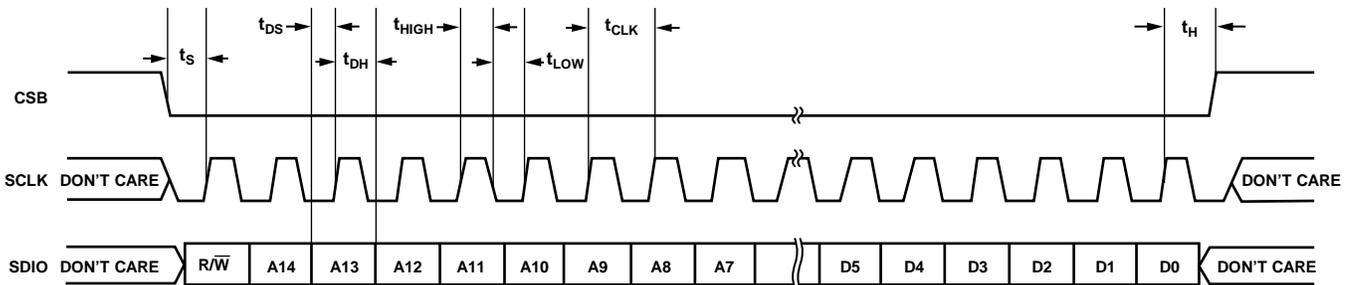 tDS
tHIGH
tCLK
tH
tS
tDH
tLOW
CSB
SCLK DON'T CARE DON'T CARE
SDIO DON'T CARE R/W̅ A14 A13 A12 A11 A10 A9 A8 A7 D5 D4 D3 D2 D1 D0 DON'T CARE